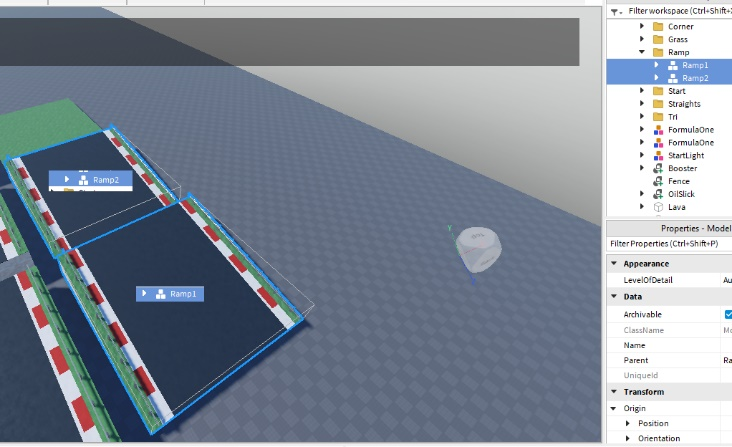 Filter workspace (Ctrl+Shift+
Corner
Grass
Ramp
Ramp1
Ramp2
Start
Straights
Tri
FormulaOne
FormulaOne
StartLight
Booster
Fence
OilSlick
Lava
Ramp2
Ramp1
Properties - Model
Filter Properties (Ctrl+Shift+P)
Appearance
LevelOfDetail Au
Data
Archivable
ClassName Mo
Name
Parent Ra
UniqueId
Transform
Origin
Position
Orientation